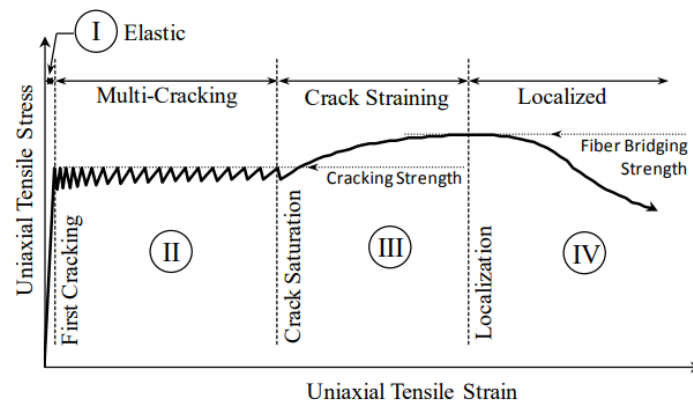 I Elastic
Multi-Cracking
Crack Straining
Localized
Fiber Bridging
Strength
Cracking Strength
Uniaxial Tensile Stress
First Cracking
II
Crack Saturation
III
Localization
IV
Uniaxial Tensile Strain